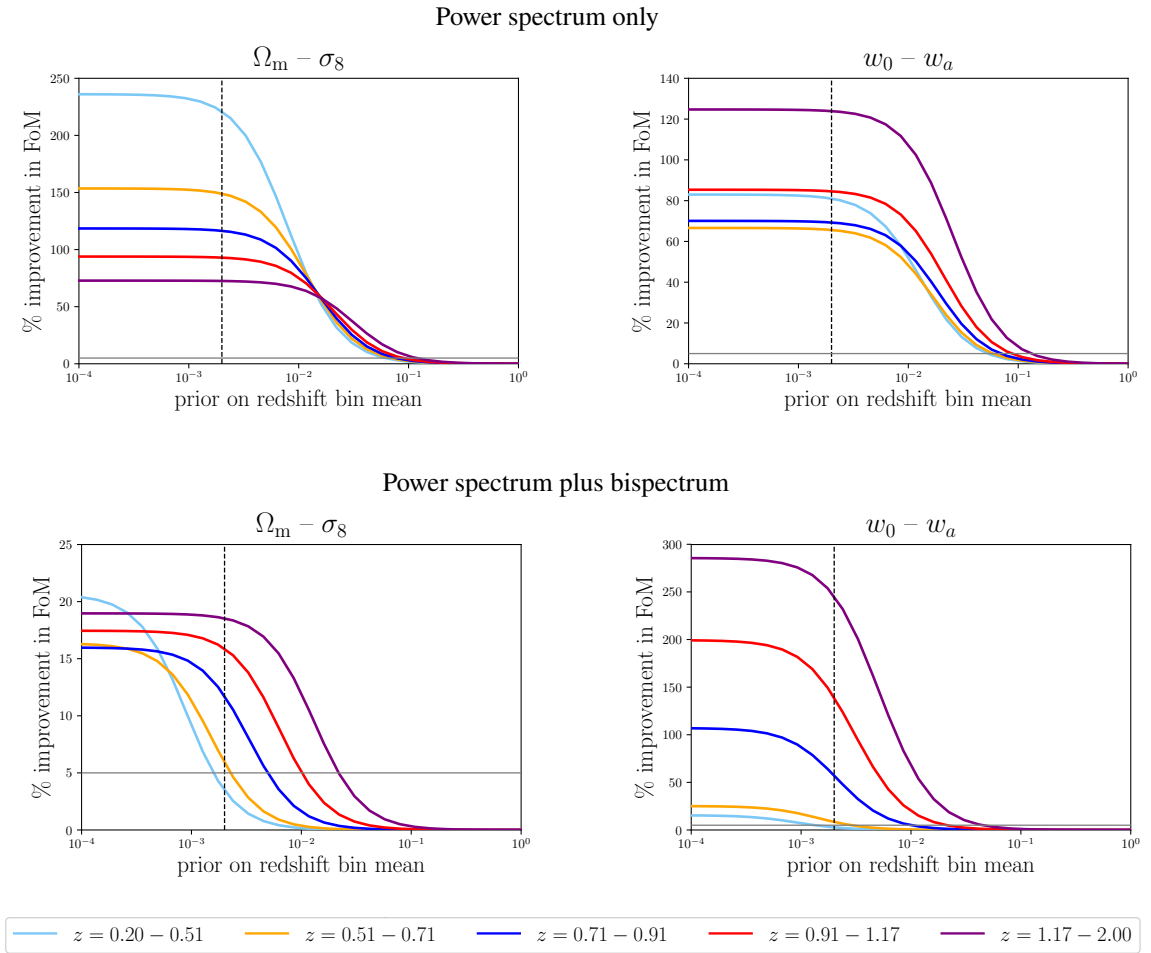 Power spectrum only
Ωm – σ8
w0 – wa
% improvement in FoM
250
200
150
100
50
0
10⁻⁴ 10⁻³ 10⁻² 10⁻¹ 10⁰
prior on redshift bin mean
% improvement in FoM
140
120
100
80
60
40
20
0
10⁻⁴ 10⁻³ 10⁻² 10⁻¹ 10⁰
prior on redshift bin mean
Power spectrum plus bispectrum
Ωm – σ8
w0 – wa
% improvement in FoM
25
20
15
10
5
0
10⁻⁴ 10⁻³ 10⁻² 10⁻¹ 10⁰
prior on redshift bin mean
% improvement in FoM
300
250
200
150
100
50
0
10⁻⁴ 10⁻³ 10⁻² 10⁻¹ 10⁰
prior on redshift bin mean
z = 0.20 − 0.51 z = 0.51 − 0.71 z = 0.71 − 0.91 z = 0.91 − 1.17 z = 1.17 − 2.00